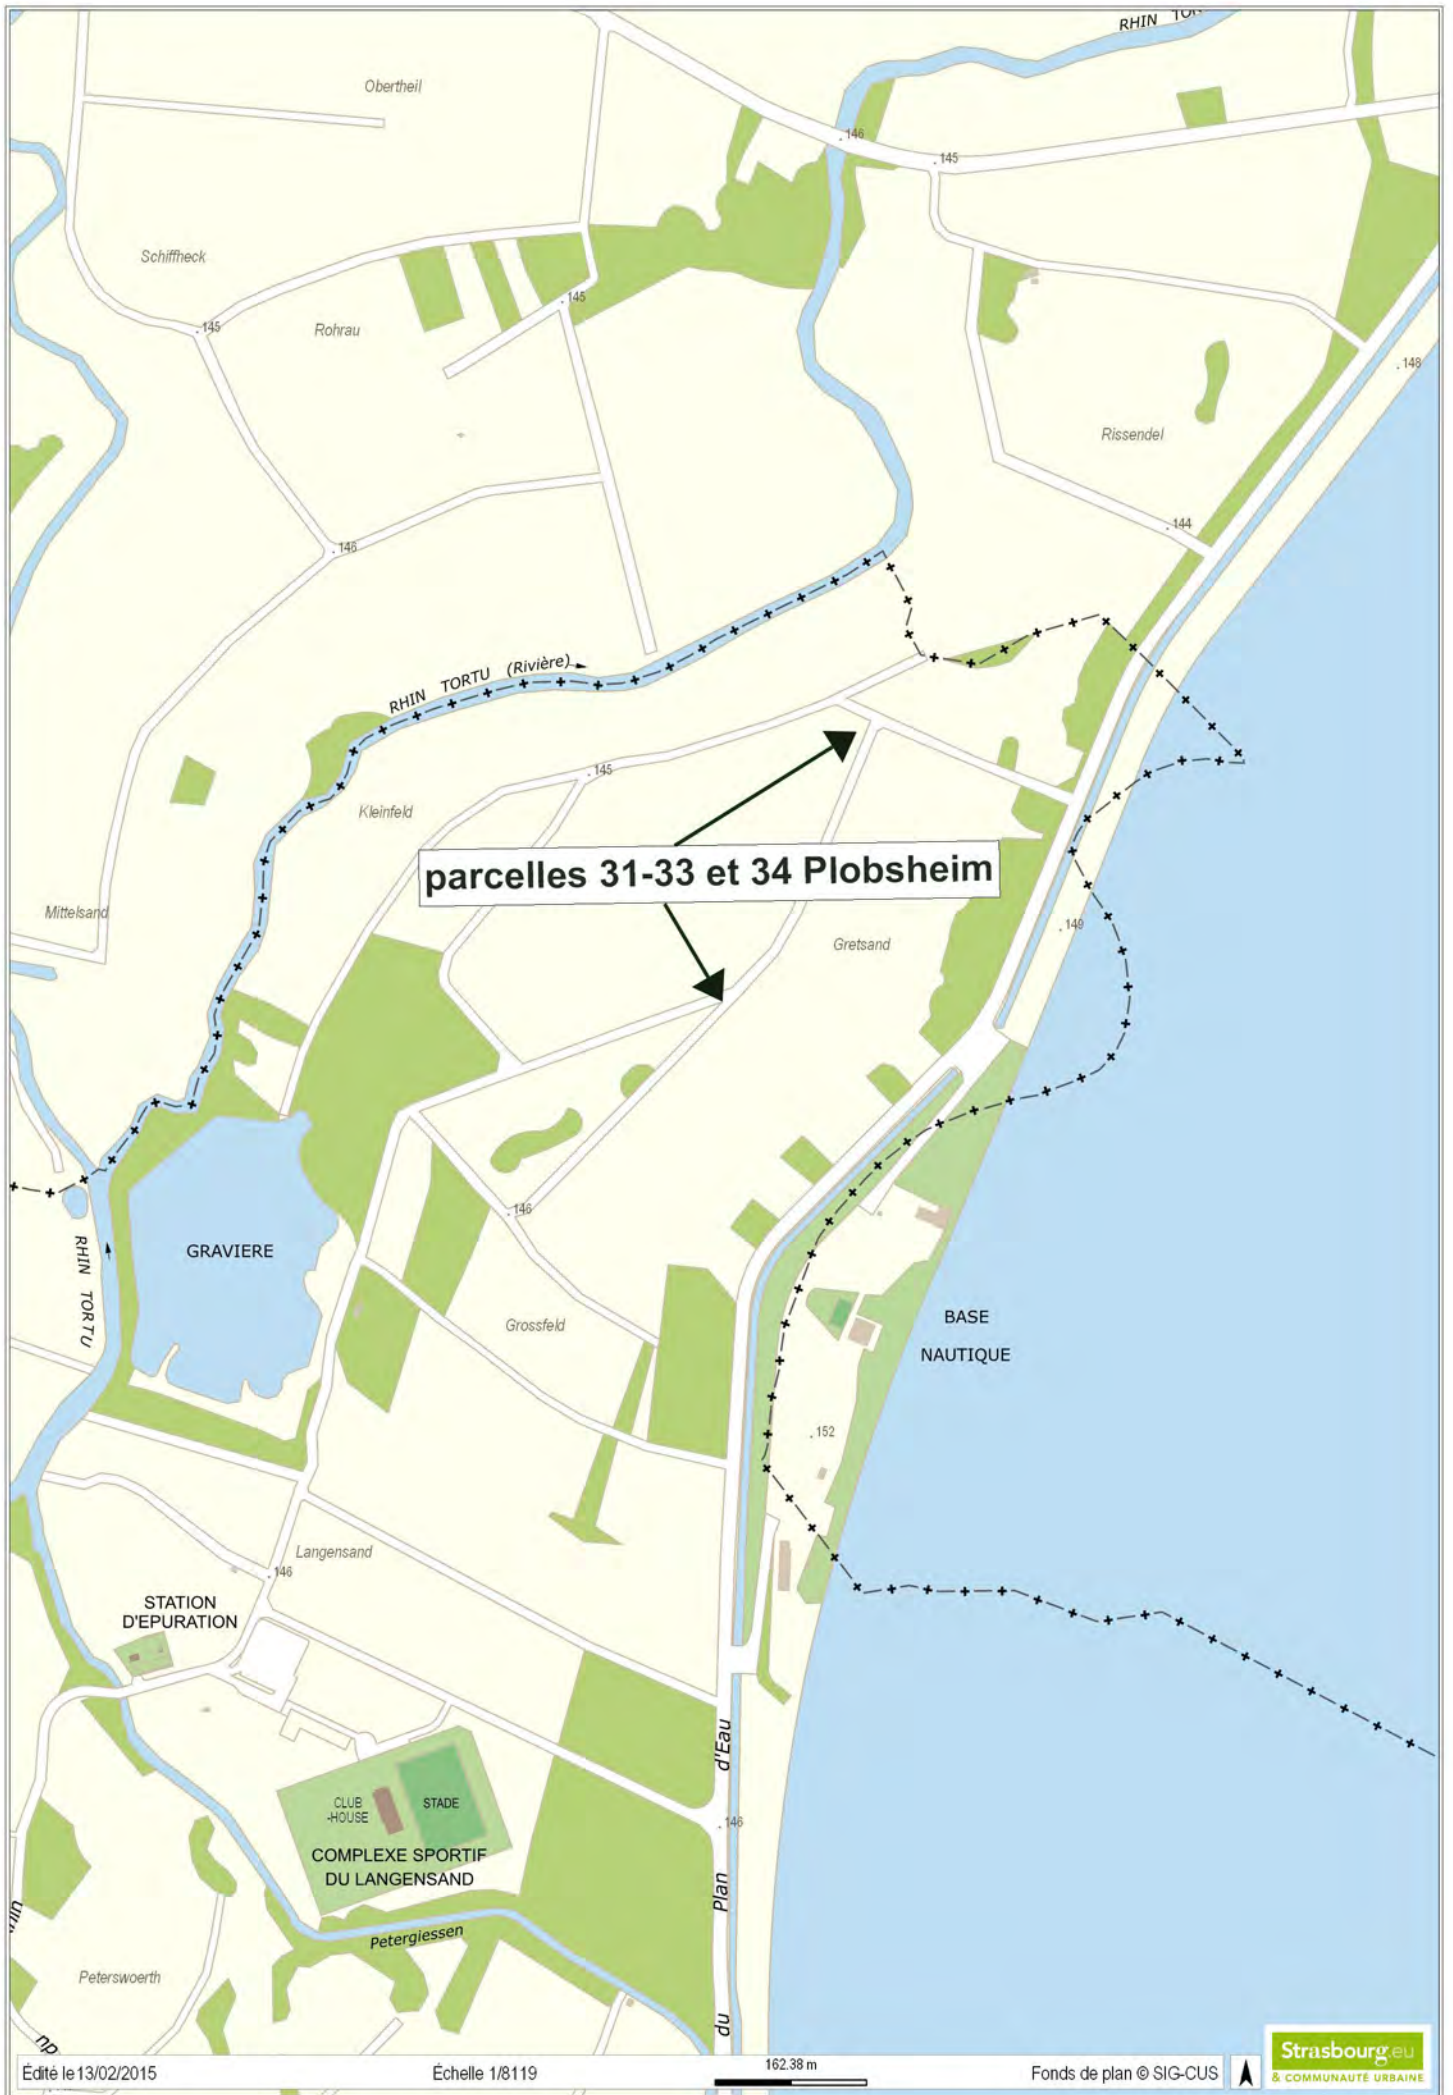 RHIN TOR
Obertheil
146
145
Schiffheck
145
145
Rohrau
148
Rissendel
144
146
RHIN TORTU (Rivière)
145
Kleinfeld
parcelles 31-33 et 34 Plobsheim
Mittelsand
149
Gretsand
146
RHIN TORTU
GRAVIERE
Grossfeld
BASE
NAUTIQUE
152
Langensand
146
STATION
D'EPURATION
du Plan d'Eau
CLUB
-HOUSE
STADE
146
COMPLEXE SPORTIF
DU LANGENSAND
Petergiessen
Peterswoerth
Édité le 13/02/2015
Échelle 1/8119
162.38 m
Fonds de plan © SIG-CUS
Strasbourg.eu
& COMMUNAUTÉ URBAINE